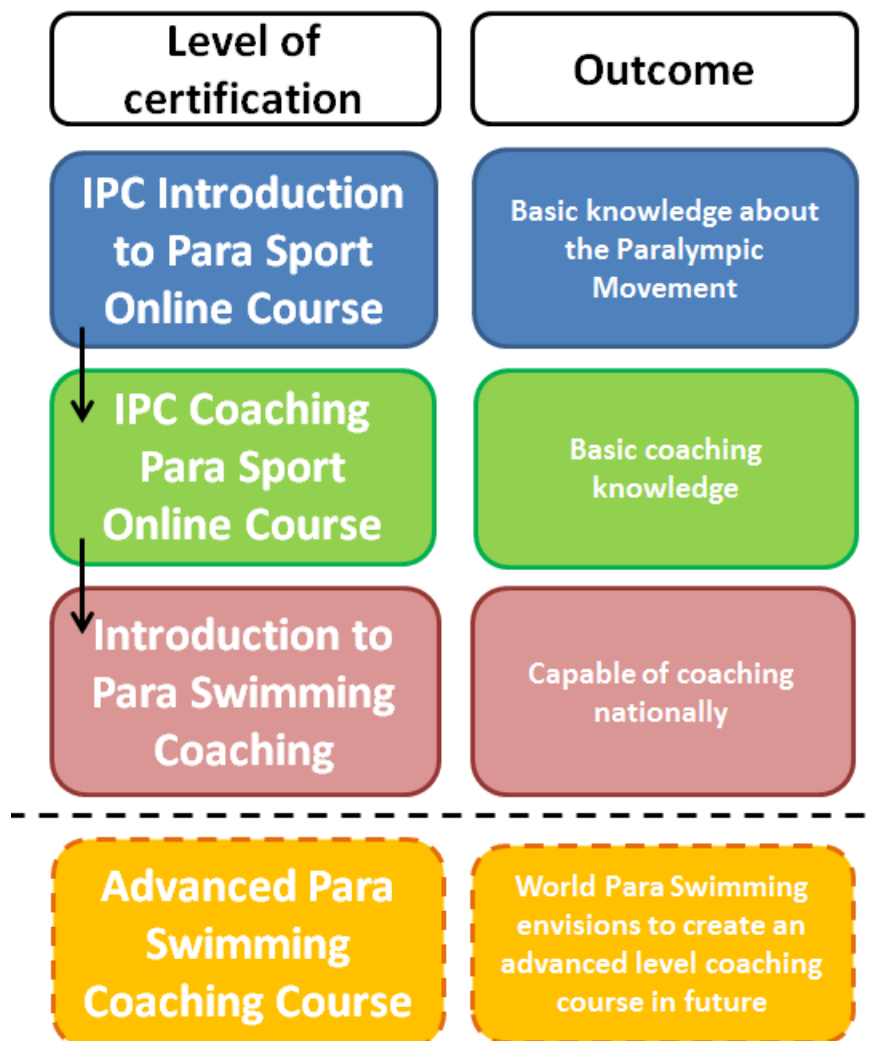 Level of
certification
Outcome
IPC Introduction
to Para Sport
Online Course
Basic knowledge about
the Paralympic
Movement
IPC Coaching
Para Sport
Online Course
Basic coaching
knowledge
Introduction to
Para Swimming
Coaching
Capable of coaching
nationally
Advanced Para
Swimming
Coaching Course
World Para Swimming
envisions to create an
advanced level coaching
course in future